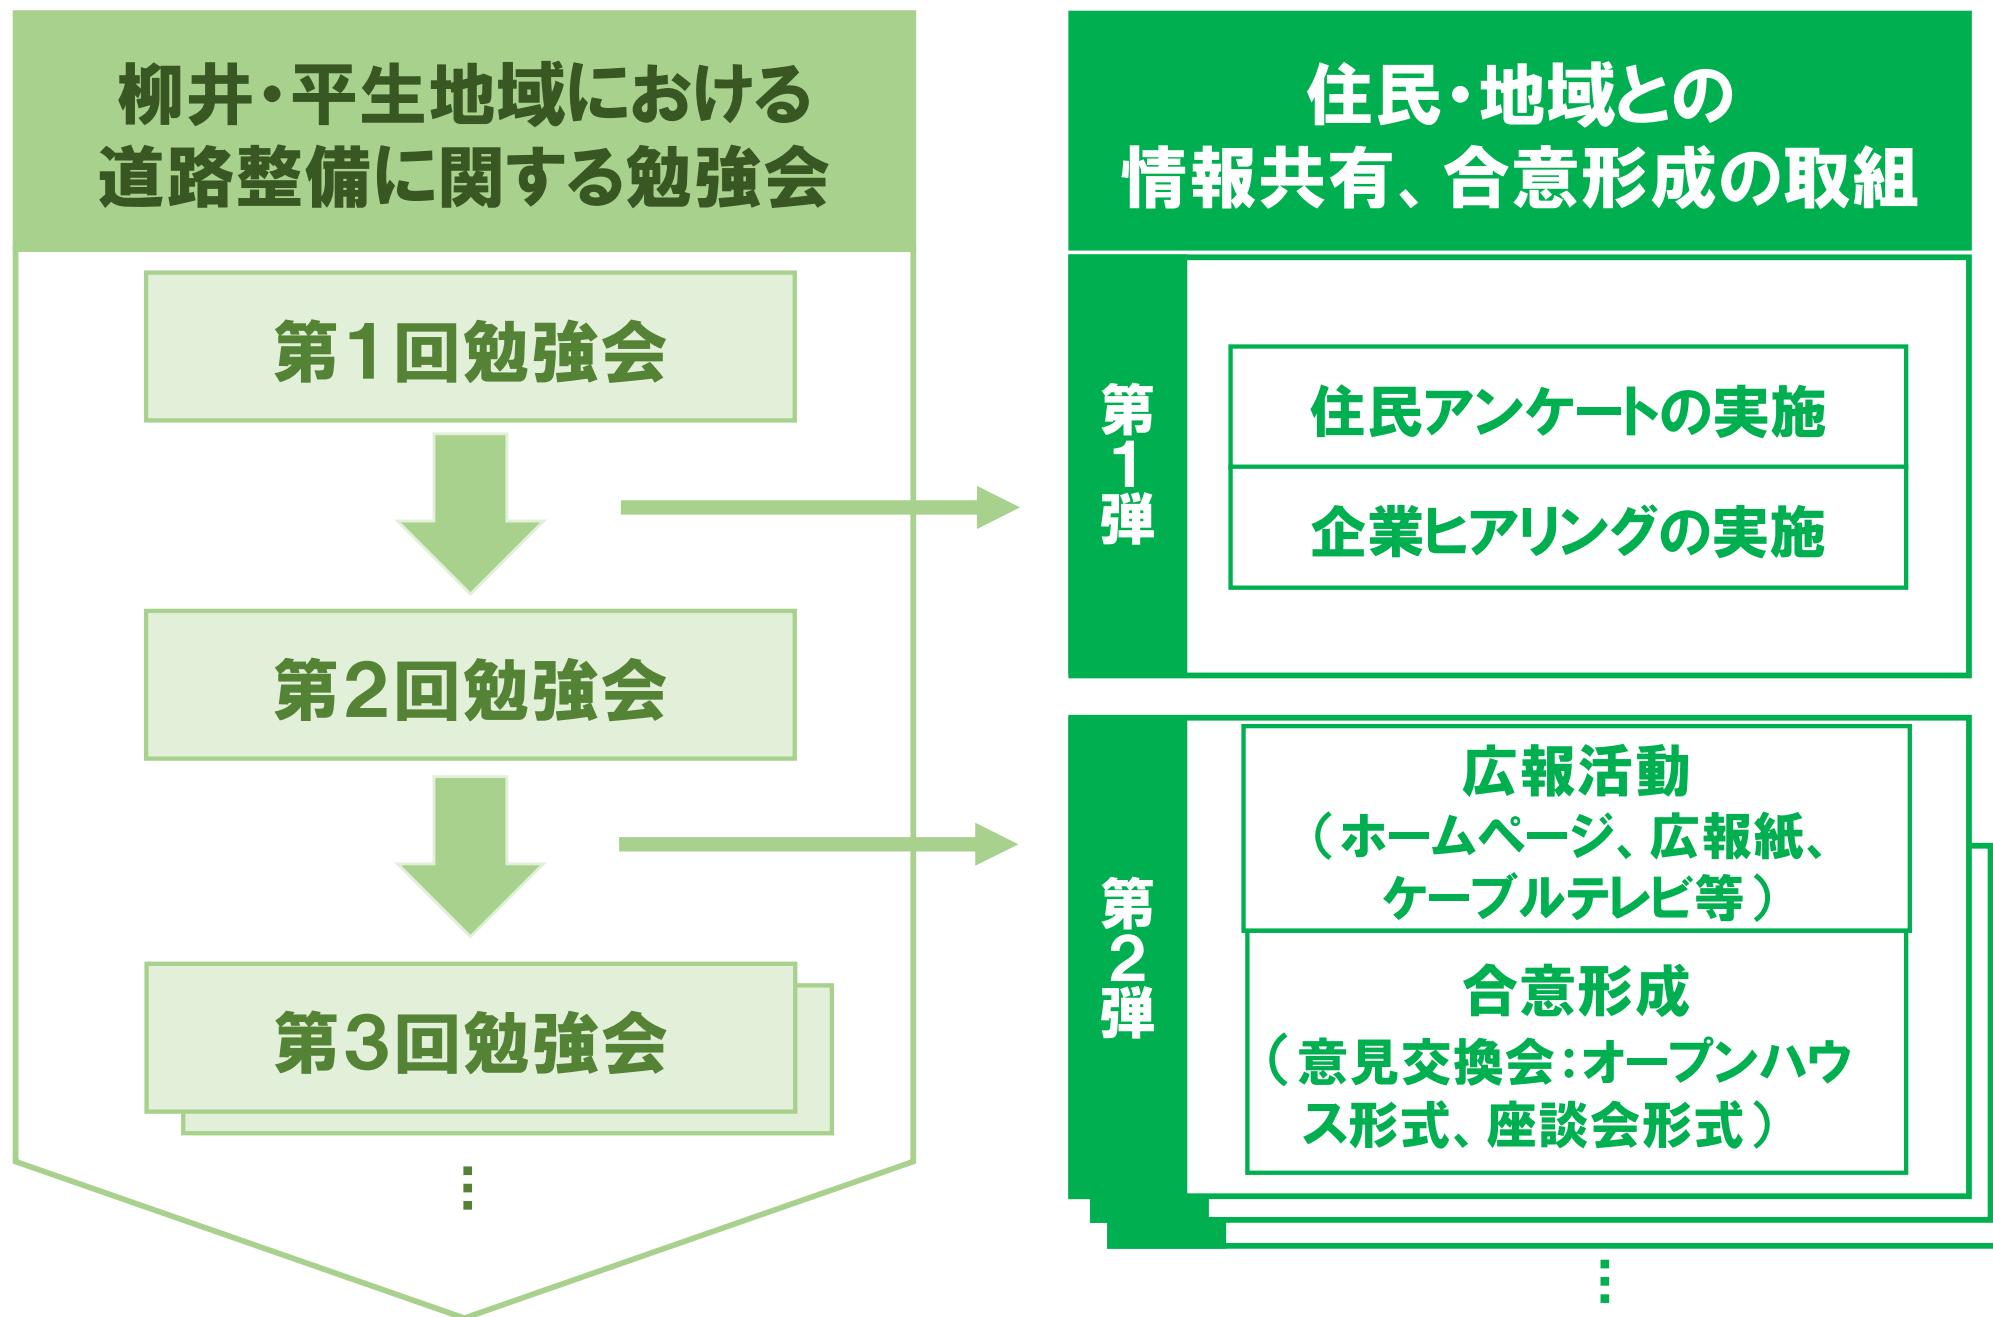 柳井・平生地域における
道路整備に関する勉強会
第1回勉強会
第2回勉強会
第3回勉強会
住民・地域との
情報共有、合意形成の取組
第1弾
住民アンケートの実施
企業ヒアリングの実施
第2弾
広報活動
（ホームページ、広報紙、
ケーブルテレビ等）
合意形成
（意見交換会：オープンハウ
ス形式、座談会形式）